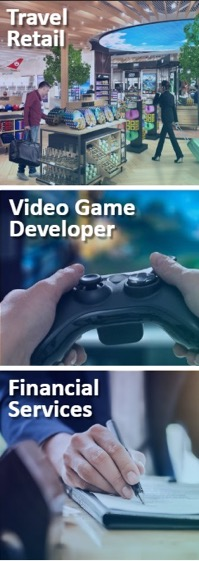 Travel
Retail
Video Game
Developer
Financial
Services